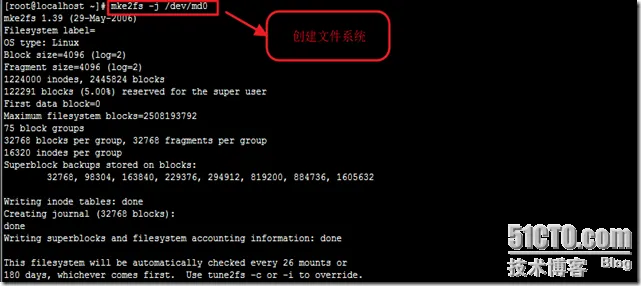 [root@localhost ~]# mke2fs -j /dev/md0
创建文件系统
mke2fs 1.39 (29-May-2006)
Filesystem label=
OS type: Linux
Block size=4096 (log=2)
Fragment size=4096 (log=2)
1224000 inodes, 2445824 blocks
122291 blocks (5.00%) reserved for the super user
First data block=0
Maximum filesystem blocks=2508193792
75 block groups
32768 blocks per group, 32768 fragments per group
16320 inodes per group
Superblock backups stored on blocks:
32768, 98304, 163840, 229376, 294912, 819200, 884736, 1605632
Writing inode tables: done
Creating journal (32768 blocks):
done
Writing superblocks and filesystem accounting information: done
This filesystem will be automatically checked every 26 mounts or
180 days, whichever comes first.  Use tune2fs -c or -i to override.
51CTO.com
技术博客 Blog